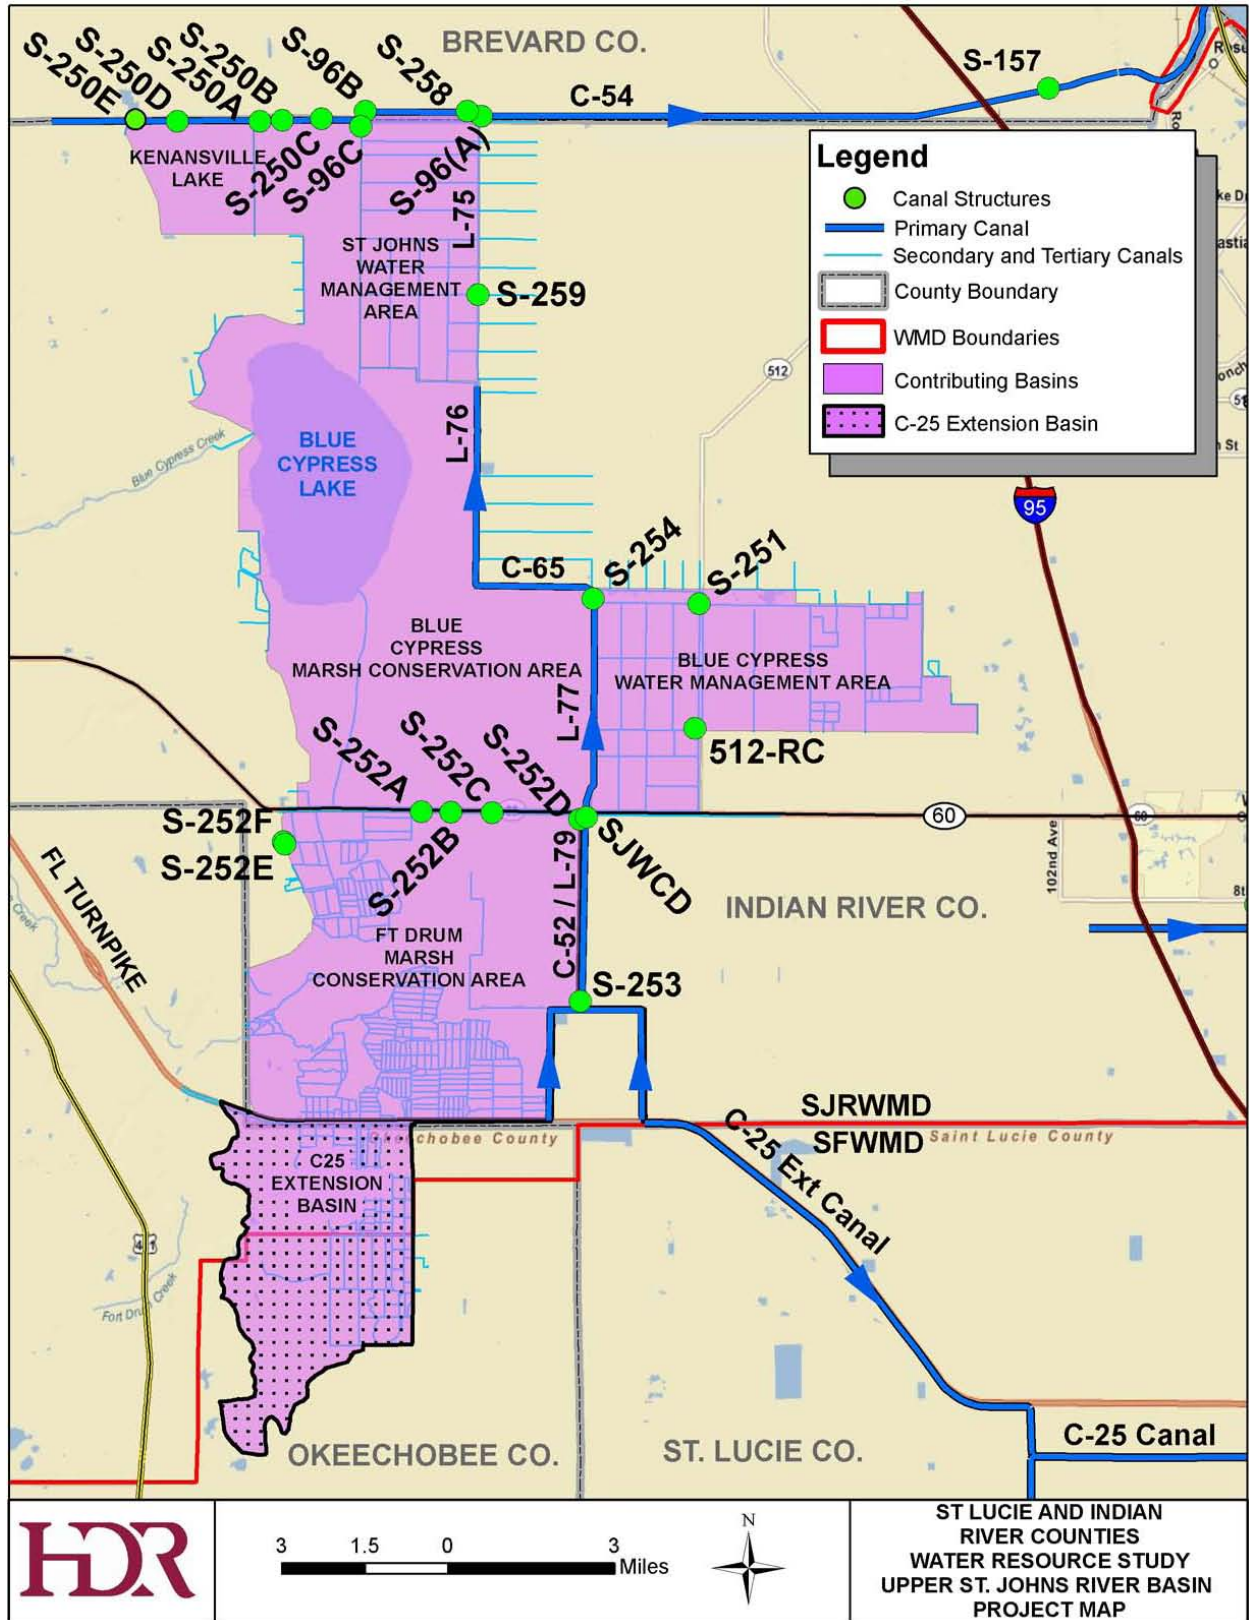 BREVARD CO.
S-250E
S-250D
S-250A
S-250B
S-96B
S-258
C-54
S-157
KENANSVILLE
LAKE
S-250C
S-96C
S-96(A)
L-75
ST JOHNS
WATER
MANAGEMENT
AREA
S-259
Legend
Canal Structures
Primary Canal
Secondary and Tertiary Canals
County Boundary
WMD Boundaries
Contributing Basins
C-25 Extension Basin
512
L-76
BLUE
CYPRESS
LAKE
Blue Cypress Creek
95
C-65
S-254
S-251
BLUE
CYPRESS
MARSH CONSERVATION AREA
BLUE CYPRESS
WATER MANAGEMENT AREA
L-77
512-RC
S-252A
S-252C
S-252D
S-252F
S-252E
S-252B
SJWCD
60
60
102nd Ave
C-52 / L-79
FL TURNPIKE
INDIAN RIVER CO.
FT DRUM
MARSH
CONSERVATION AREA
S-253
SJRWMD
SFWMD
chobee County
Saint Lucie County
C25
EXTENSION
BASIN
C-25 Ext Canal
Fort Drum Creek
OKEECHOBEE CO.
ST. LUCIE CO.
C-25 Canal
HDR
3 1.5 0 3
Miles
N
ST LUCIE AND INDIAN
RIVER COUNTIES
WATER RESOURCE STUDY
UPPER ST. JOHNS RIVER BASIN
PROJECT MAP